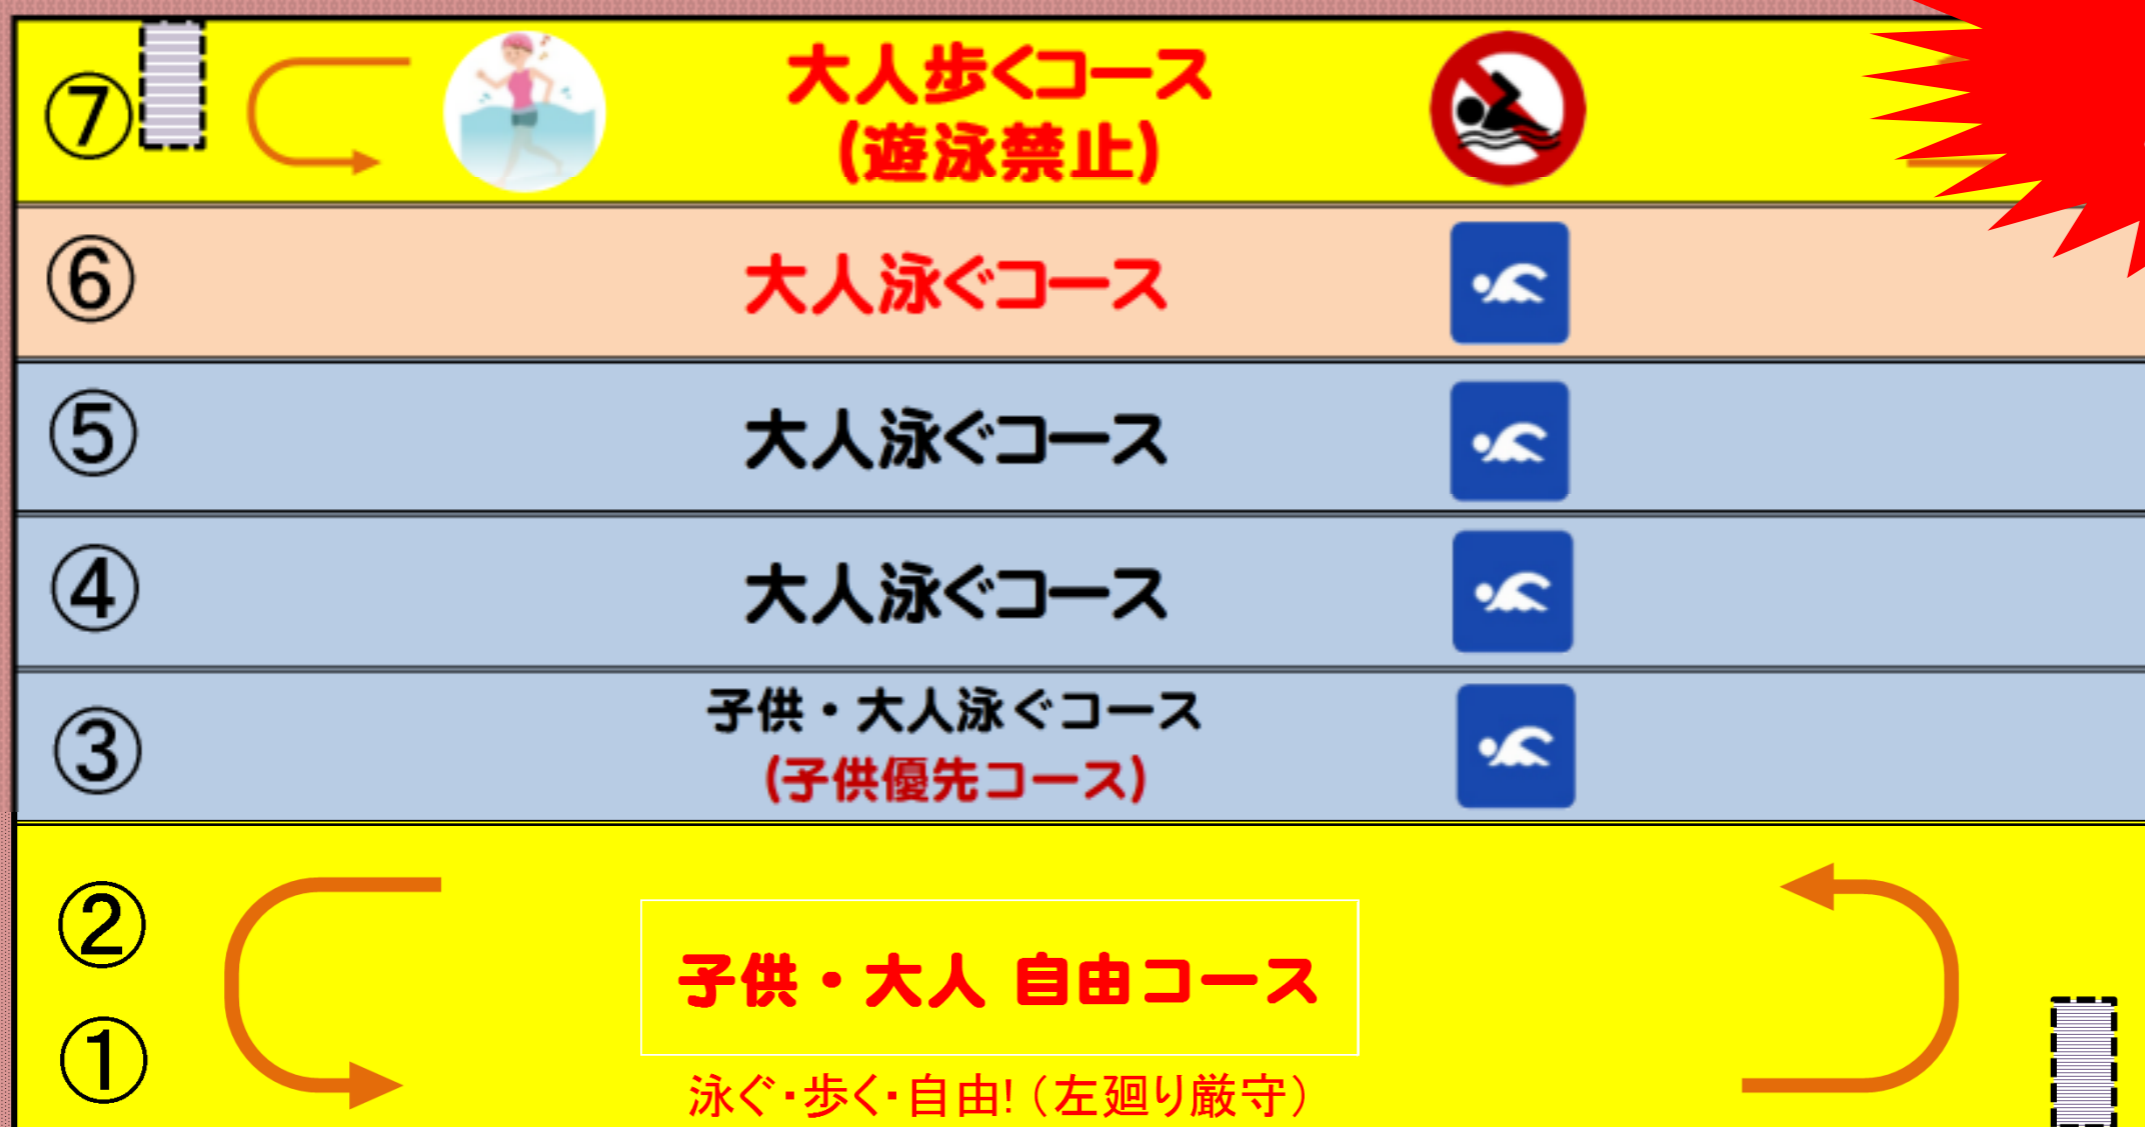 ⑦
大人歩くコース
(遊泳禁止)
⑥
大人泳ぐコース
⑤
大人泳ぐコース
④
大人泳ぐコース
③
子供・大人泳ぐコース
(子供優先コース)
②
子供・大人 自由コース
①
泳ぐ・歩く・自由!（左廻り厳守）